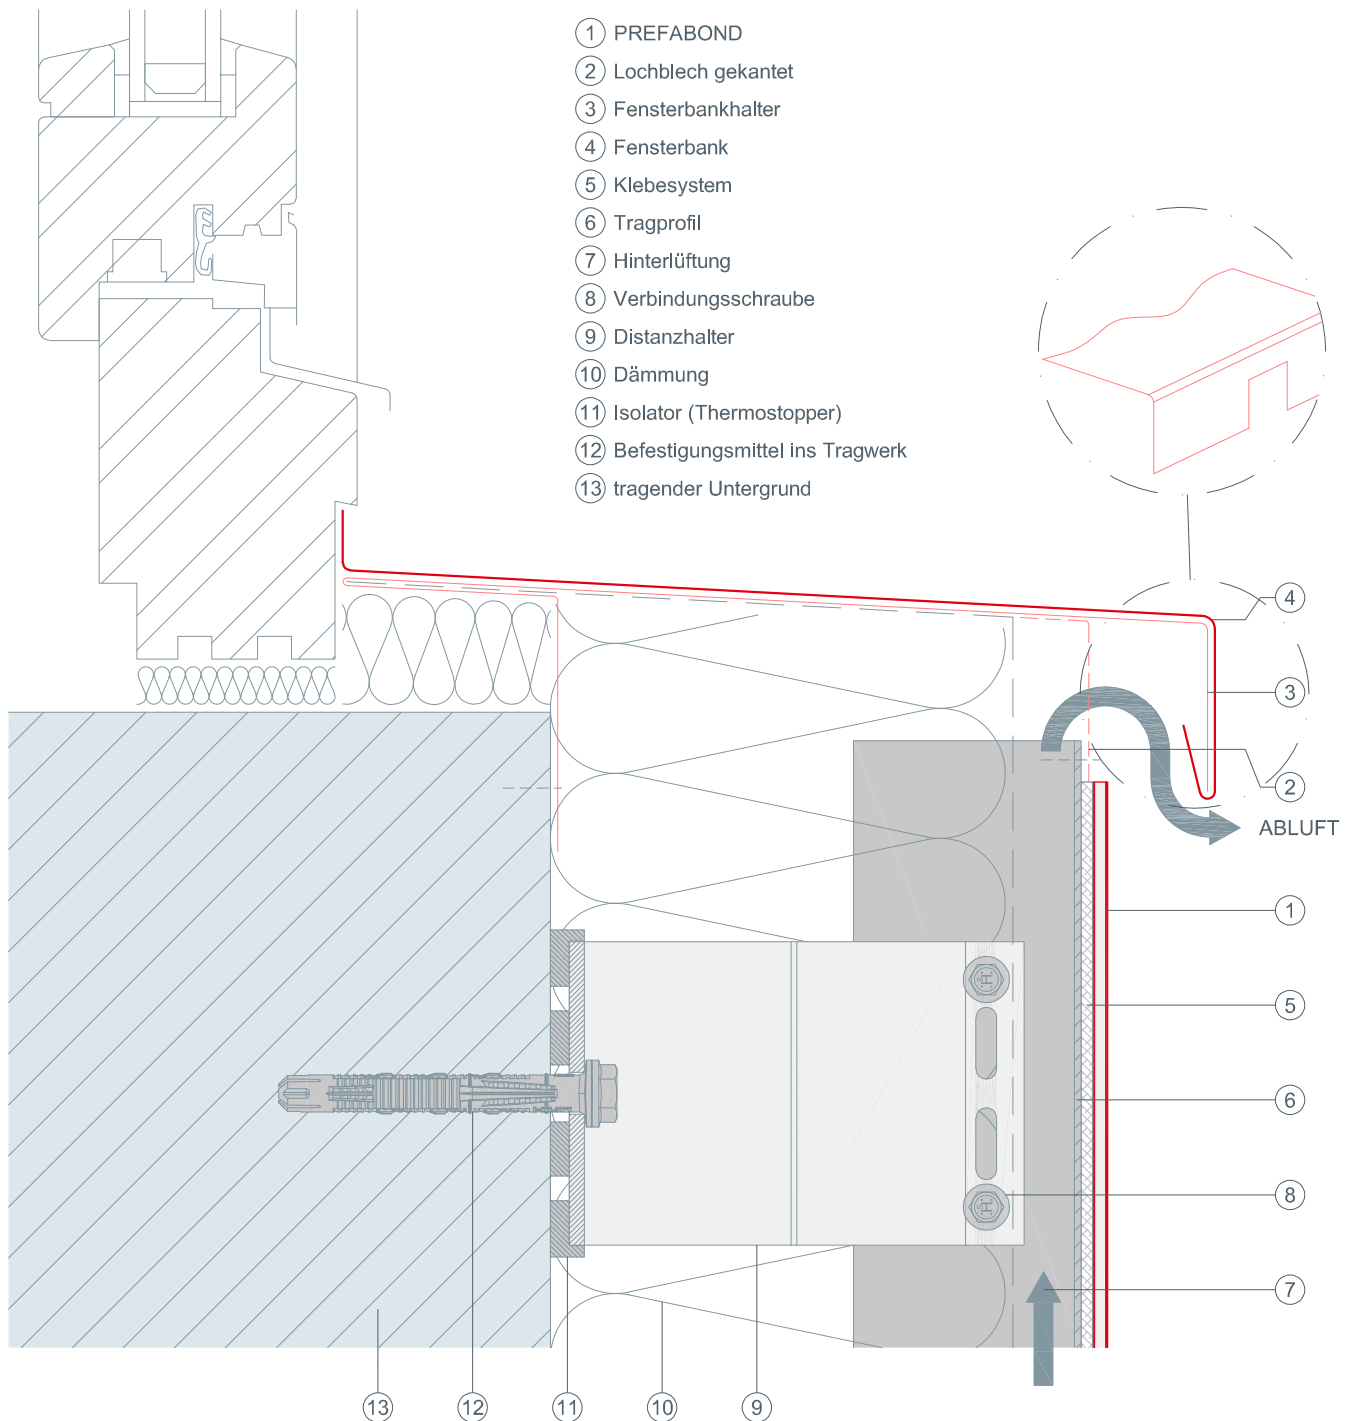 1 PREFABOND
2 Lochblech gekantet
3 Fensterbankhalter
4 Fensterbank
5 Klebesystem
6 Tragprofil
7 Hinterlüftung
8 Verbindungsschraube
9 Distanzhalter
10 Dämmung
11 Isolator (Thermostopper)
12 Befestigungsmittel ins Tragwerk
13 tragender Untergrund
4
3
2
ABLUFT
1
5
6
8
7
13
12
11
10
9